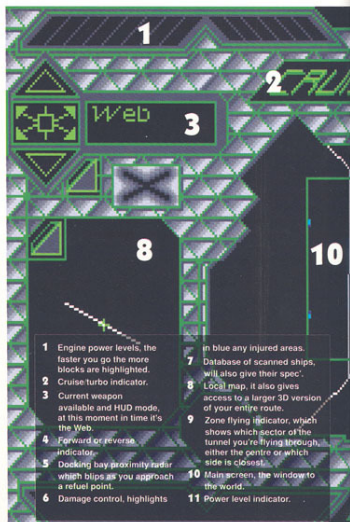 1
2 CRUI
Web
3
8
10
1 Engine power levels, the
faster you go the more
blocks are highlighted.
2 Cruise/turbo indicator.
3 Current weapon
available and HUD mode,
at this moment in time it's
the Web.
4 Forward or reverse
indicator.
5 Docking bay proximity radar
which blips as you approach
a refuel point.
6 Damage control, highlights
in blue any injured areas.
7 Database of scanned ships,
will also give their spec'.
8 Local map, it also gives
access to a larger 3D version
of your entire route.
9 Zone flying indicator, which
shows which sector of the
tunnel you're flying through,
either the centre or which
side is closest.
10 Main screen, the window to
the world.
11 Power level indicator.